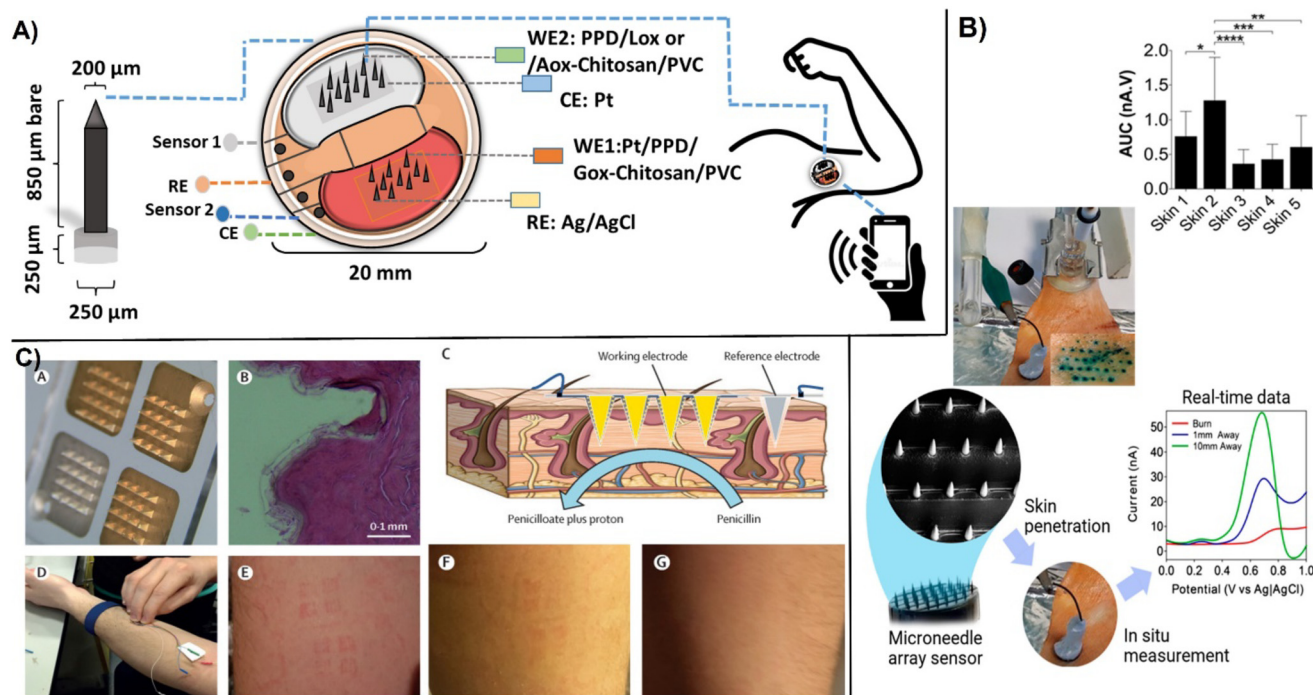 A)
200 µm
850 µm bare
250 µm
250 µm
Sensor 1
RE
Sensor 2
CE
20 mm
WE2: PPD/Lox or
/Aox-Chitosan/PVC
CE: Pt
WE1:Pt/PPD/
Gox-Chitosan/PVC
RE: Ag/AgCl
B)
AUC (nA.V)
2.0
1.5
1.0
0.5
0.0
*
****
***
**
Skin 1
Skin 2
Skin 3
Skin 4
Skin 5
Microneedle
array sensor
Skin
penetration
In situ
measurement
Real-time data
Burn
1mm Away
10mm Away
Current (nA)
50
40
30
20
10
0
0.0
0.2
0.4
0.6
0.8
1.0
Potential (V vs Ag|AgCl)
C)
A
B
0·1 mm
C
Working electrode
Reference electrode
Penicilloate plus proton
Penicillin
D
E
F
G